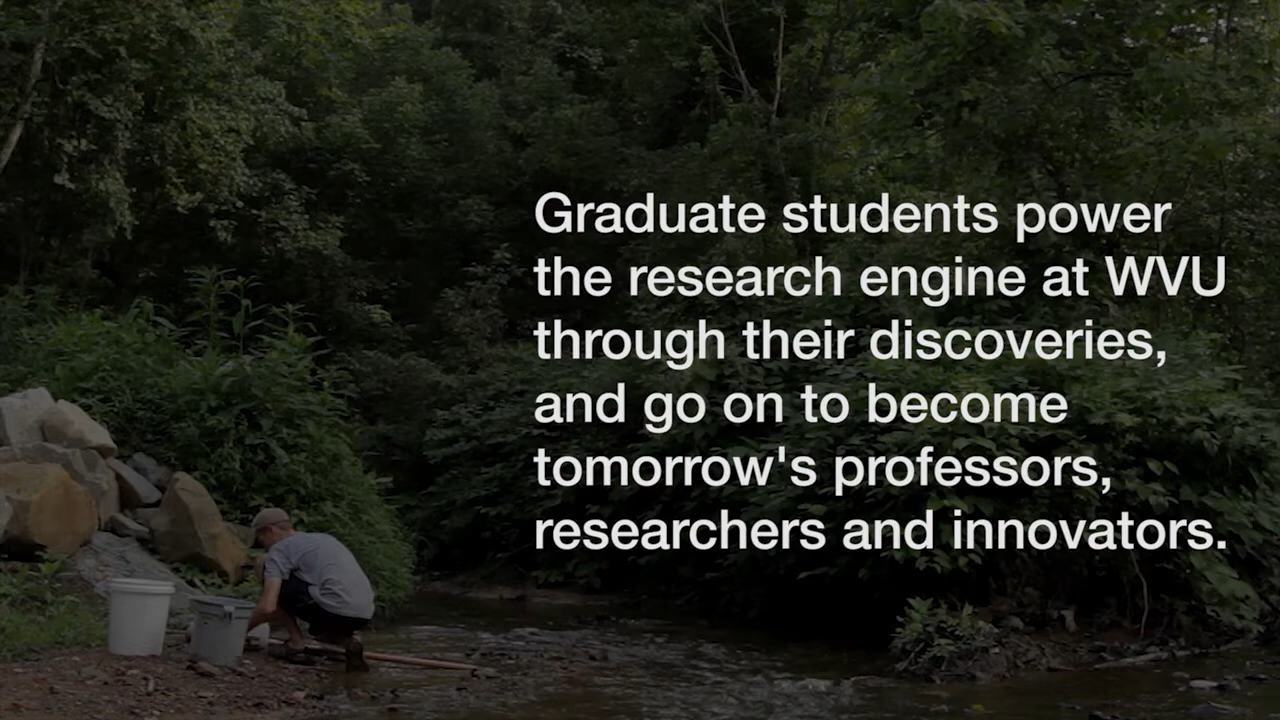 Graduate students power
the research engine at WVU
through their discoveries,
and go on to become
tomorrow's professors,
researchers and innovators.